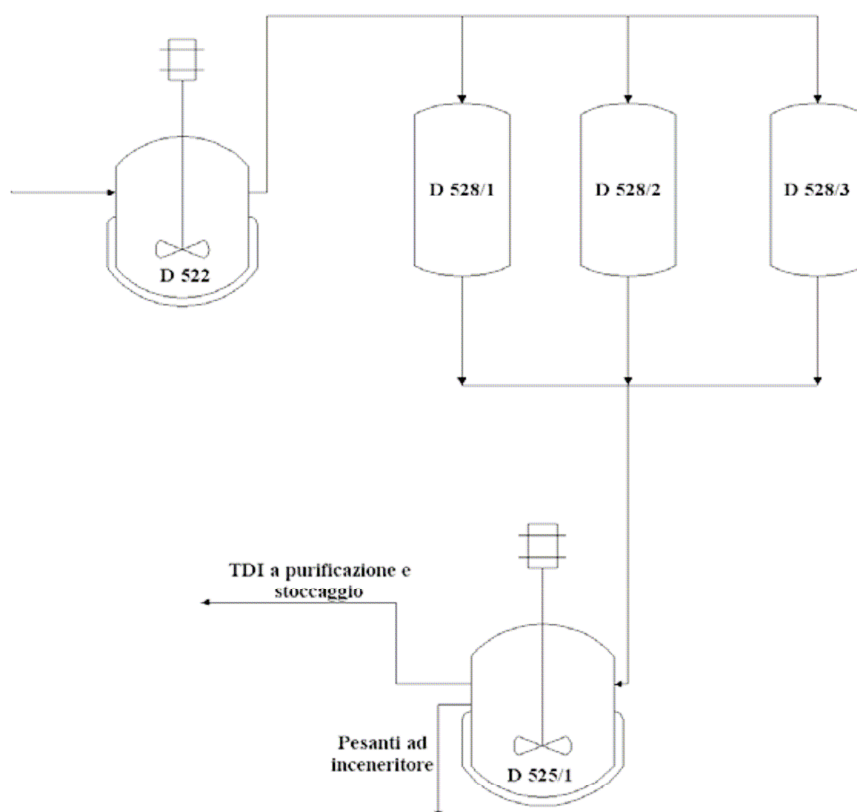 D 528/1
D 528/2
D 528/3
D 522
TDI a purificazione e
stoccaggio
Pesanti ad
inceneritore
D 525/1